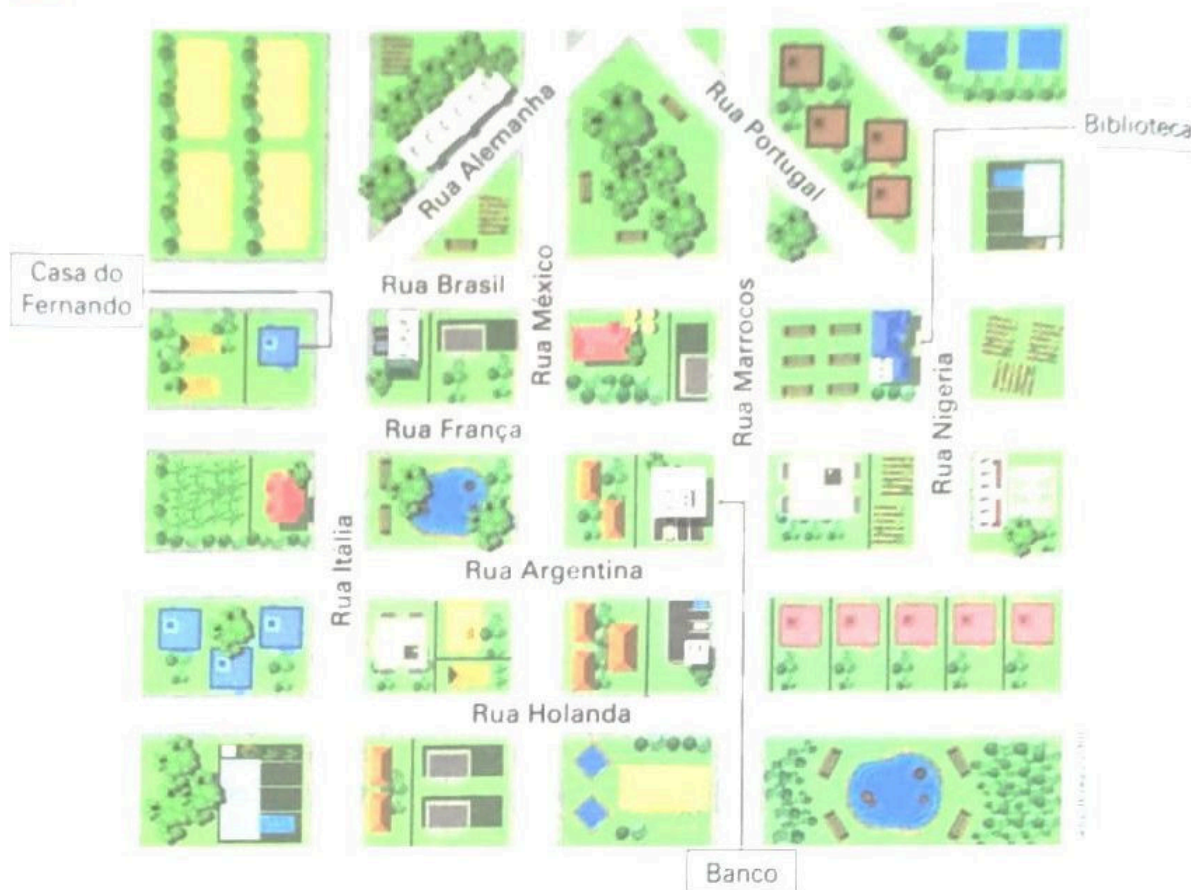 Rua Alemanha
Rua Portugal
Biblioteca
Casa do
Fernando
Rua Brasil
Rua México
Rua Marrocos
Rua Nigéria
Rua França
Rua Itália
Rua Argentina
Rua Holanda
Banco